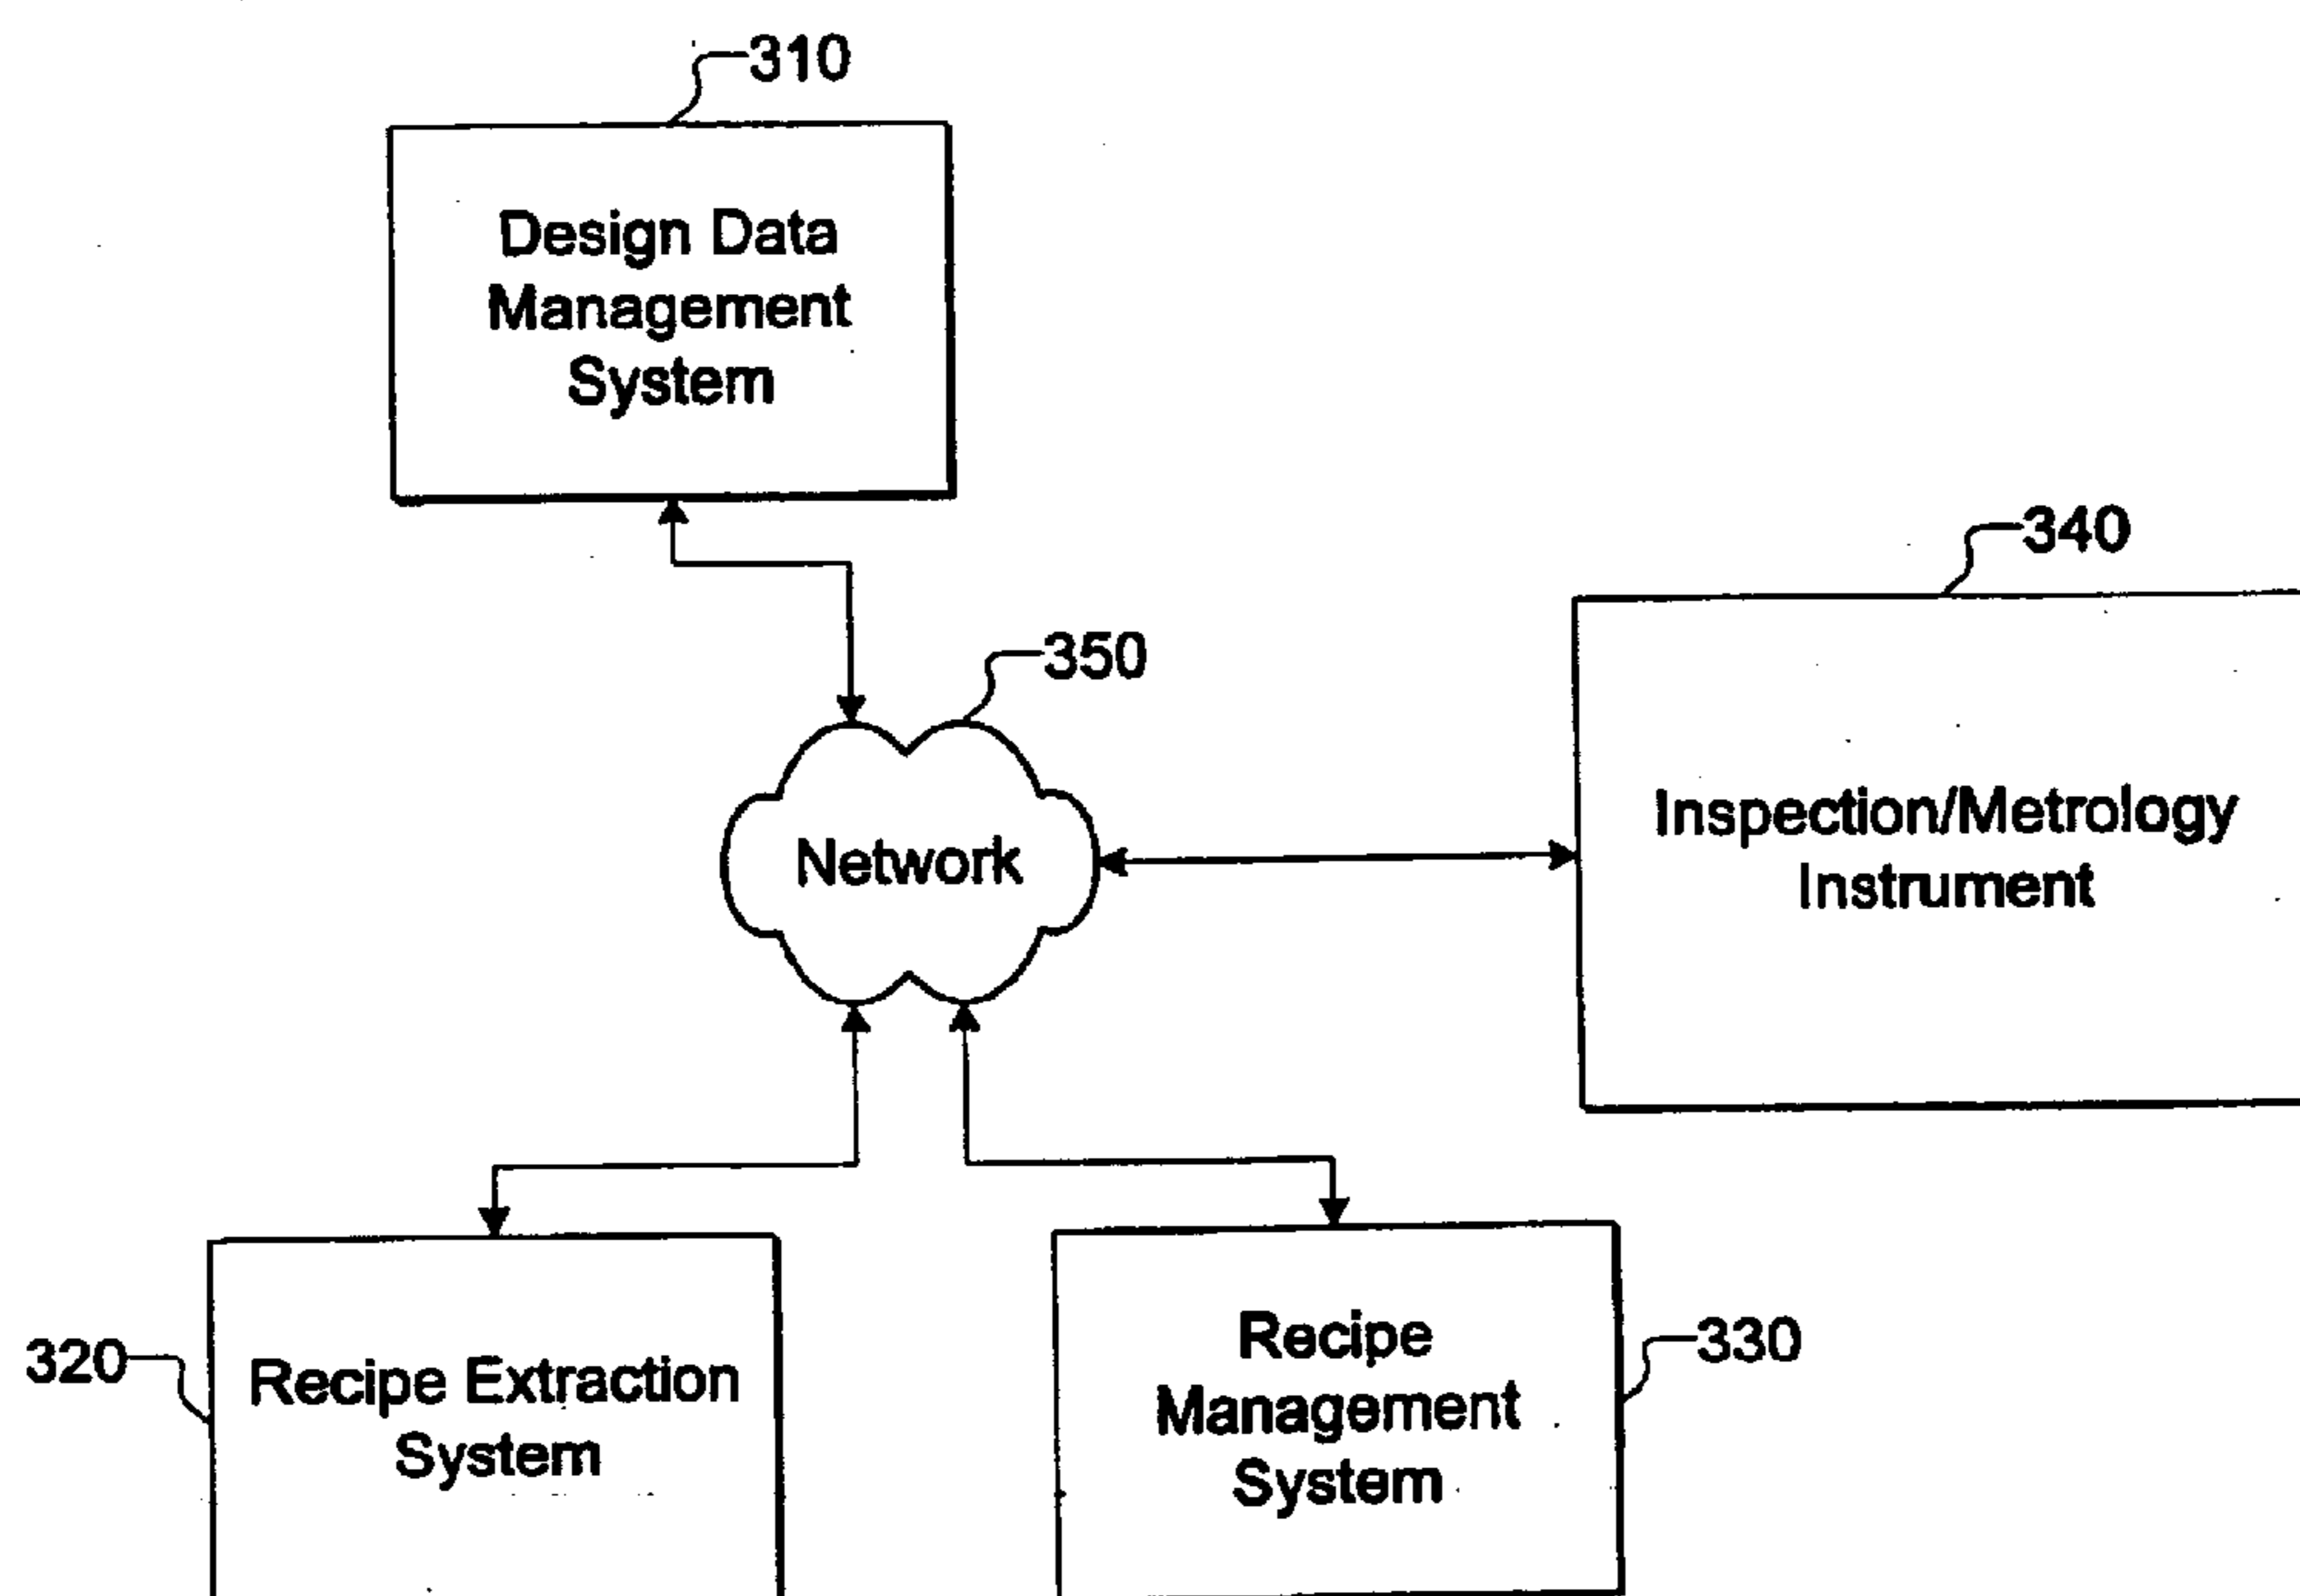 310
Design Data
Management
System
340
350
Inspection/Metrology
Instrument
Network
320
Recipe Extraction
System
Recipe
Management
System
330